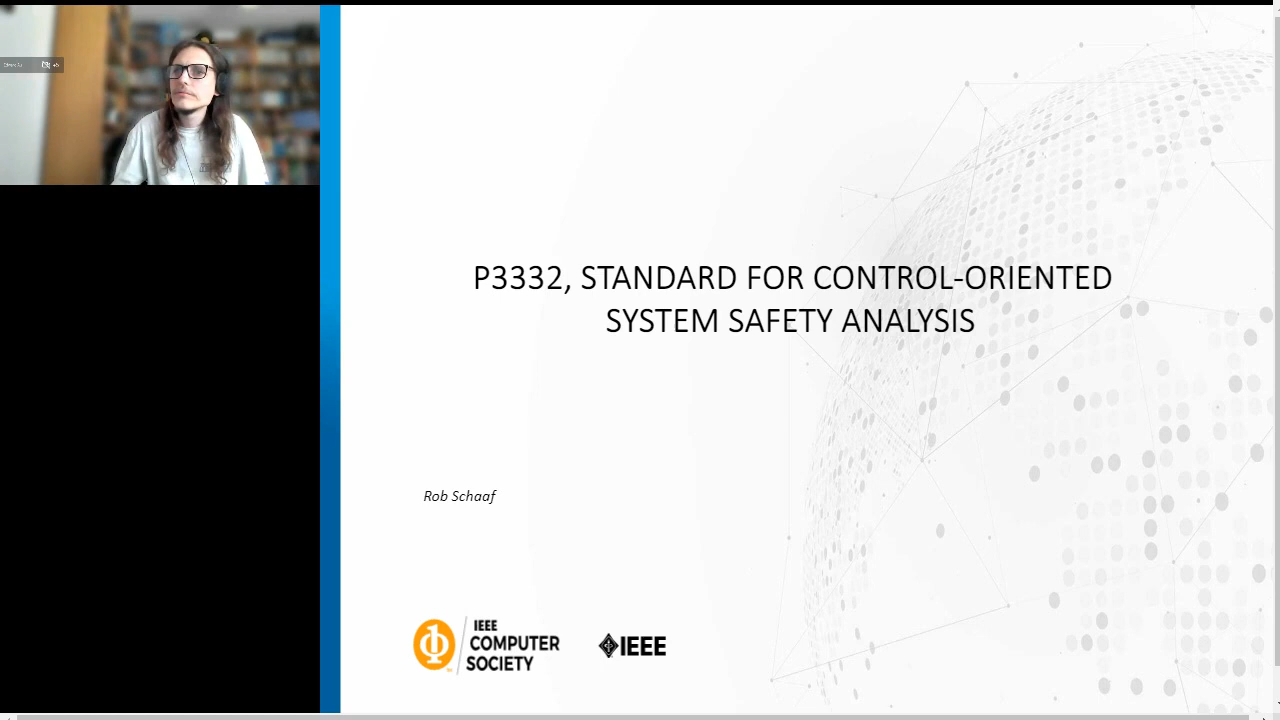 P3332, STANDARD FOR CONTROL-ORIENTED
SYSTEM SAFETY ANALYSIS
Rob Schaaf
IEEE
COMPUTER
SOCIETY
IEEE